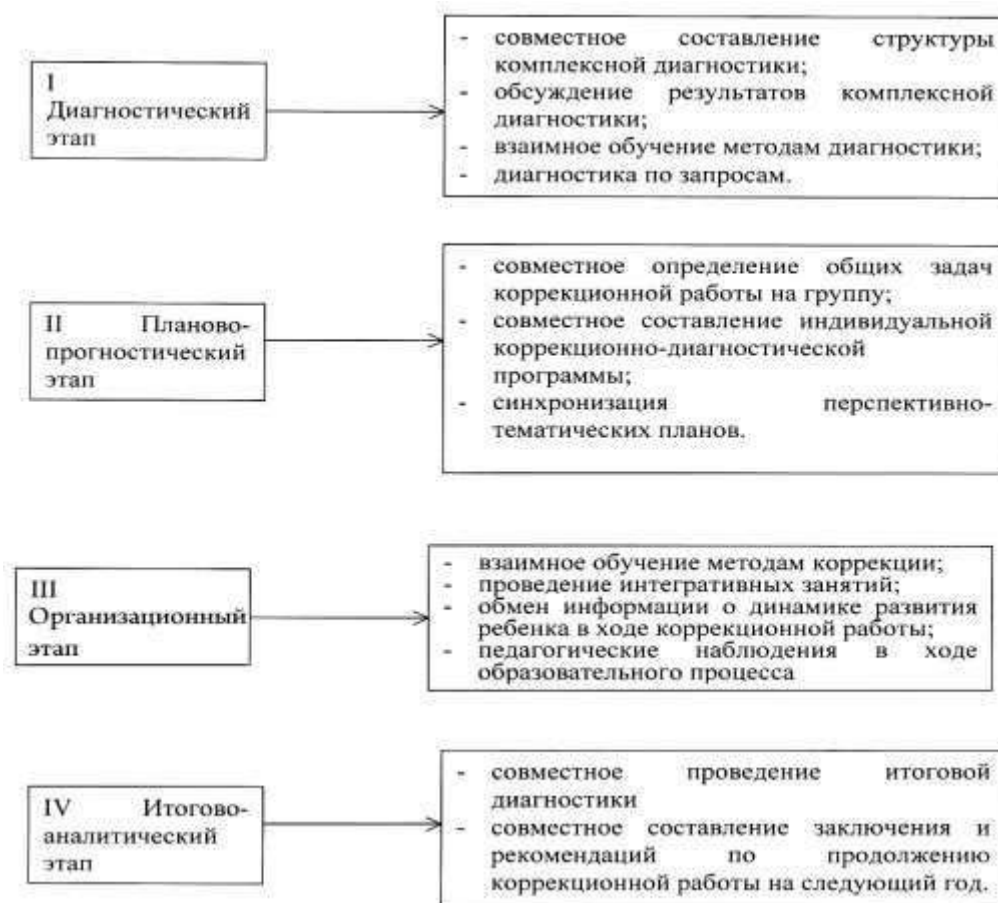 I
Диагностический
этап
- совместное составление структуры
комплексной диагностики;
- обсуждение результатов комплексной
диагностики;
- взаимное обучение методам диагностики;
- диагностика по запросам.
II Планово-
прогностический
этап
- совместное определение общих задач
коррекционной работы на группу;
- совместное составление индивидуальной
коррекционно-диагностической
программы;
- синхронизация перспективно-
тематических планов.
III
Организационный
этап
- взаимное обучение методам коррекции;
- проведение интегративных занятий;
- обмен информации о динамике развития
ребенка в ходе коррекционной работы;
- педагогические наблюдения в ходе
образовательного процесса
IV Итогово-
аналитический
этап
- совместное проведение итоговой
диагностики
- совместное составление заключения и
рекомендаций по продолжению
коррекционной работы на следующий год.